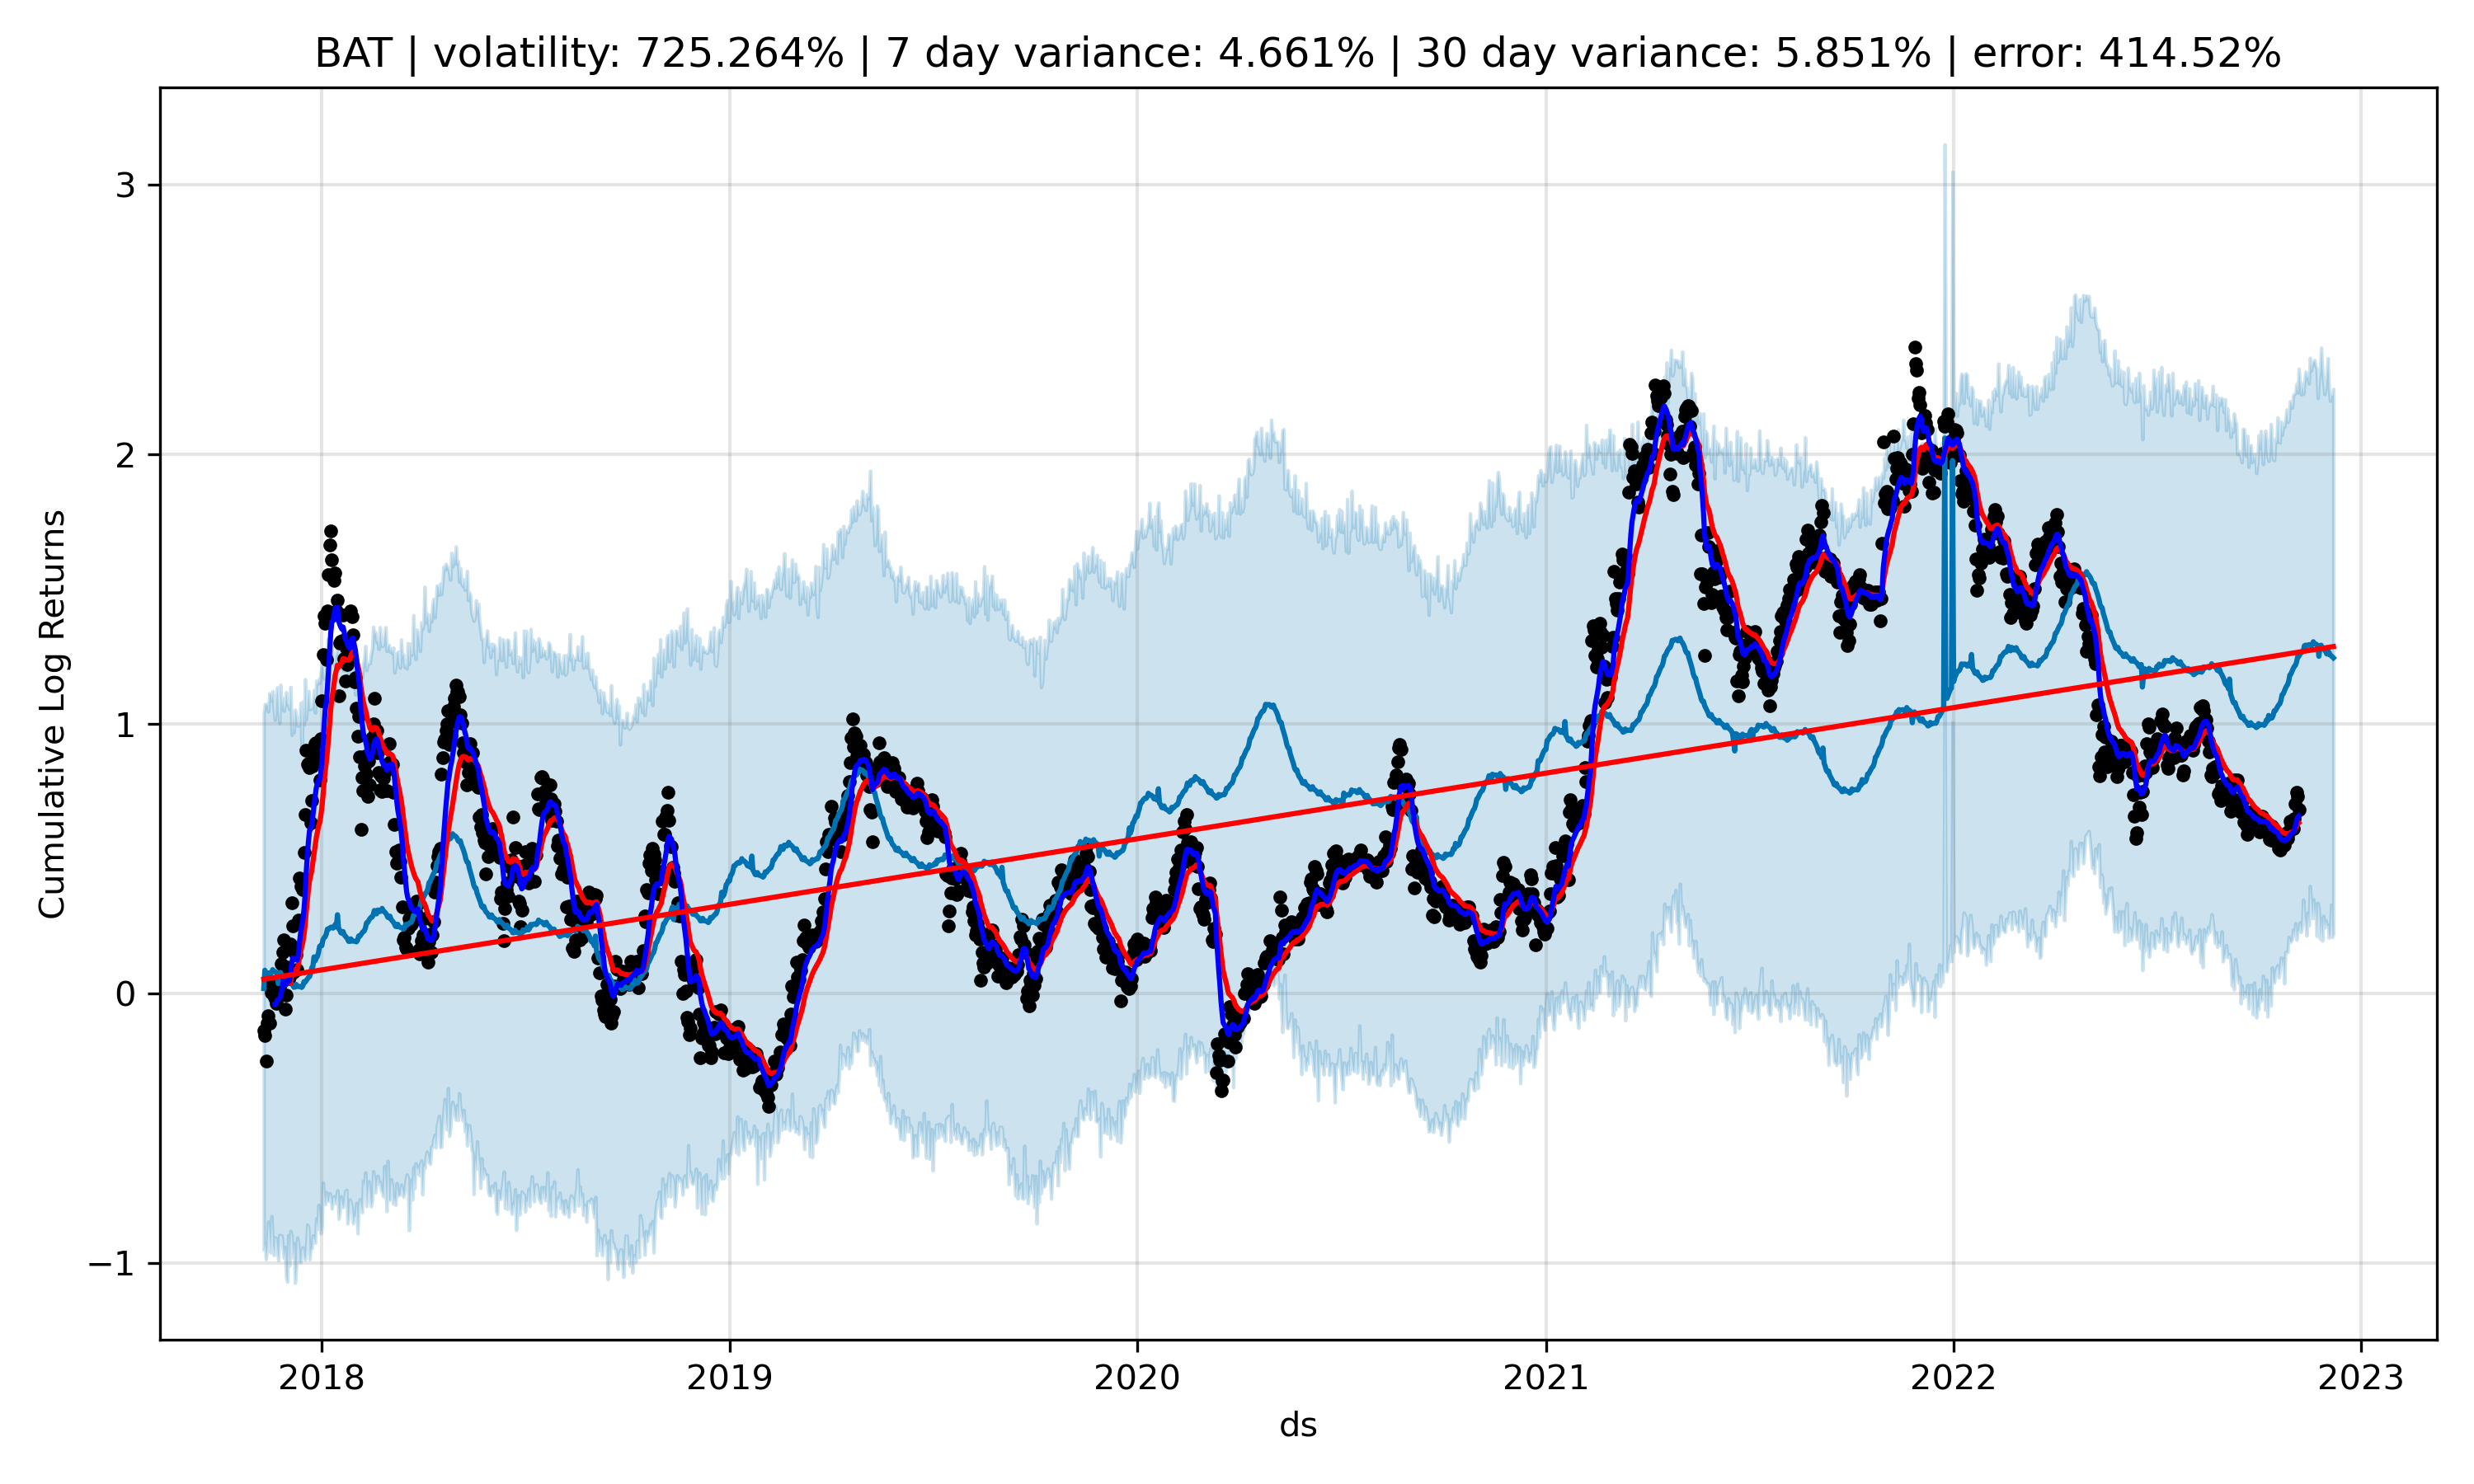 BAT | volatility: 725.264% | 7 day variance: 4.661% | 30 day variance: 5.851% | error: 414.52%
Cumulative Log Returns
3
2
1
0
−1
2018 2019 2020 2021 2022 2023
ds